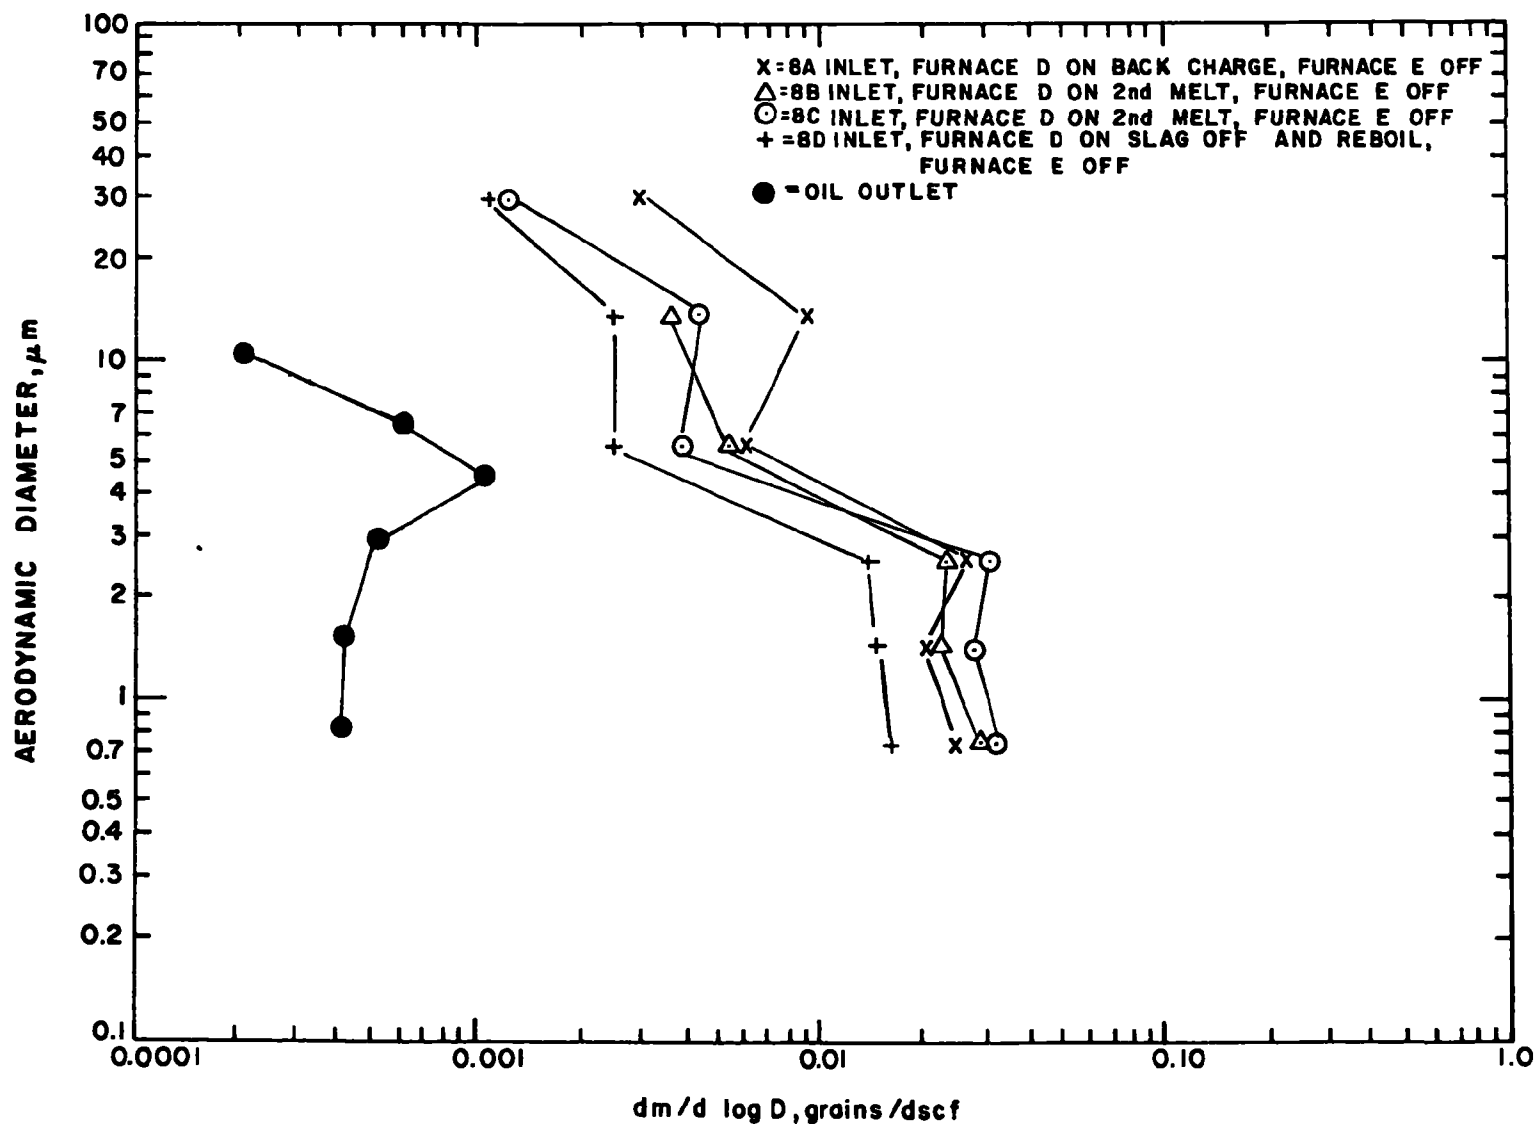 100
70
50
40
30
20
10
7
5
4
3
2
1
0.7
0.5
0.4
0.3
0.2
0.1
AERODYNAMIC DIAMETER, μm
X=8A INLET, FURNACE D ON BACK CHARGE, FURNACE E OFF
△=8B INLET, FURNACE D ON 2nd MELT, FURNACE E OFF
⊙=8C INLET, FURNACE D ON 2nd MELT, FURNACE E OFF
+=8D INLET, FURNACE D ON SLAG OFF AND REBOIL,
FURNACE E OFF
●=OIL OUTLET
0.0001 0.001 0.01 0.10 1.0
dm/d log D, grains/dscf